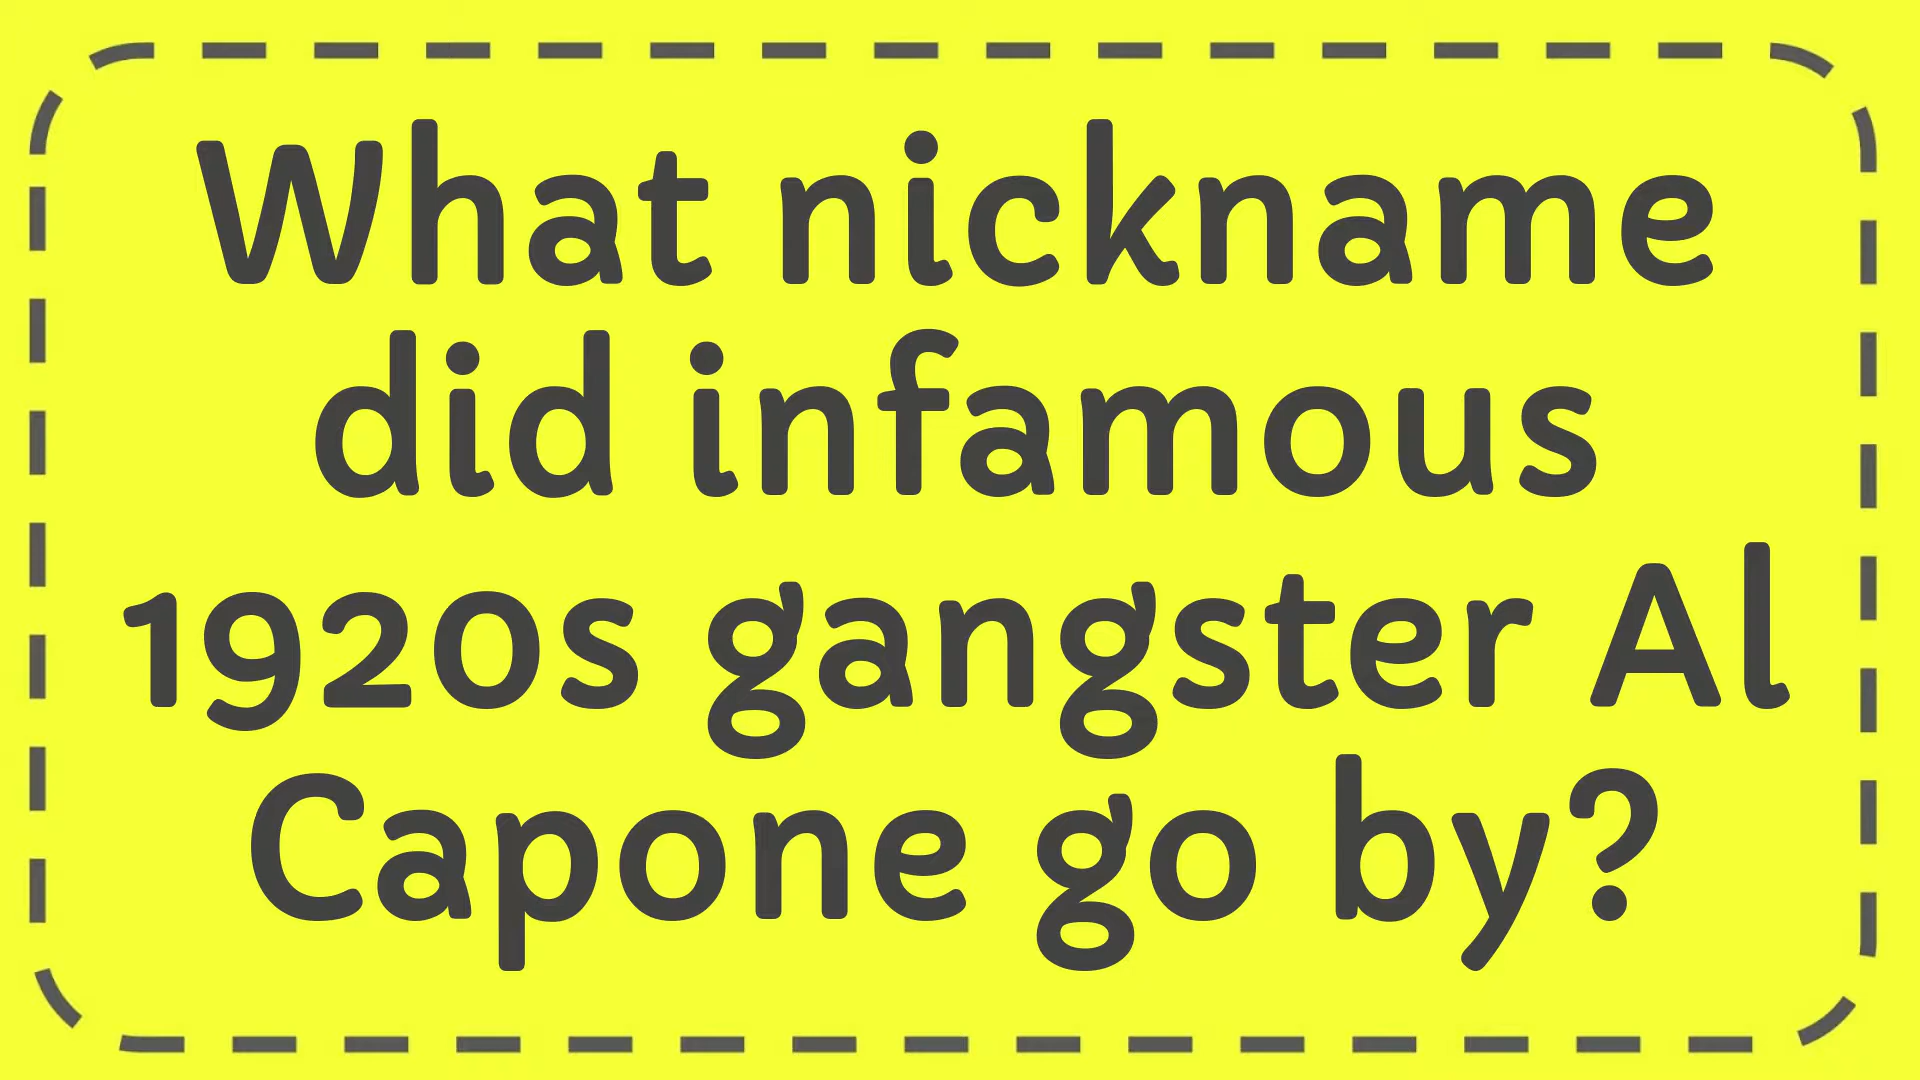 What nickname
did infamous
1920s gangster Al
Capone go by?